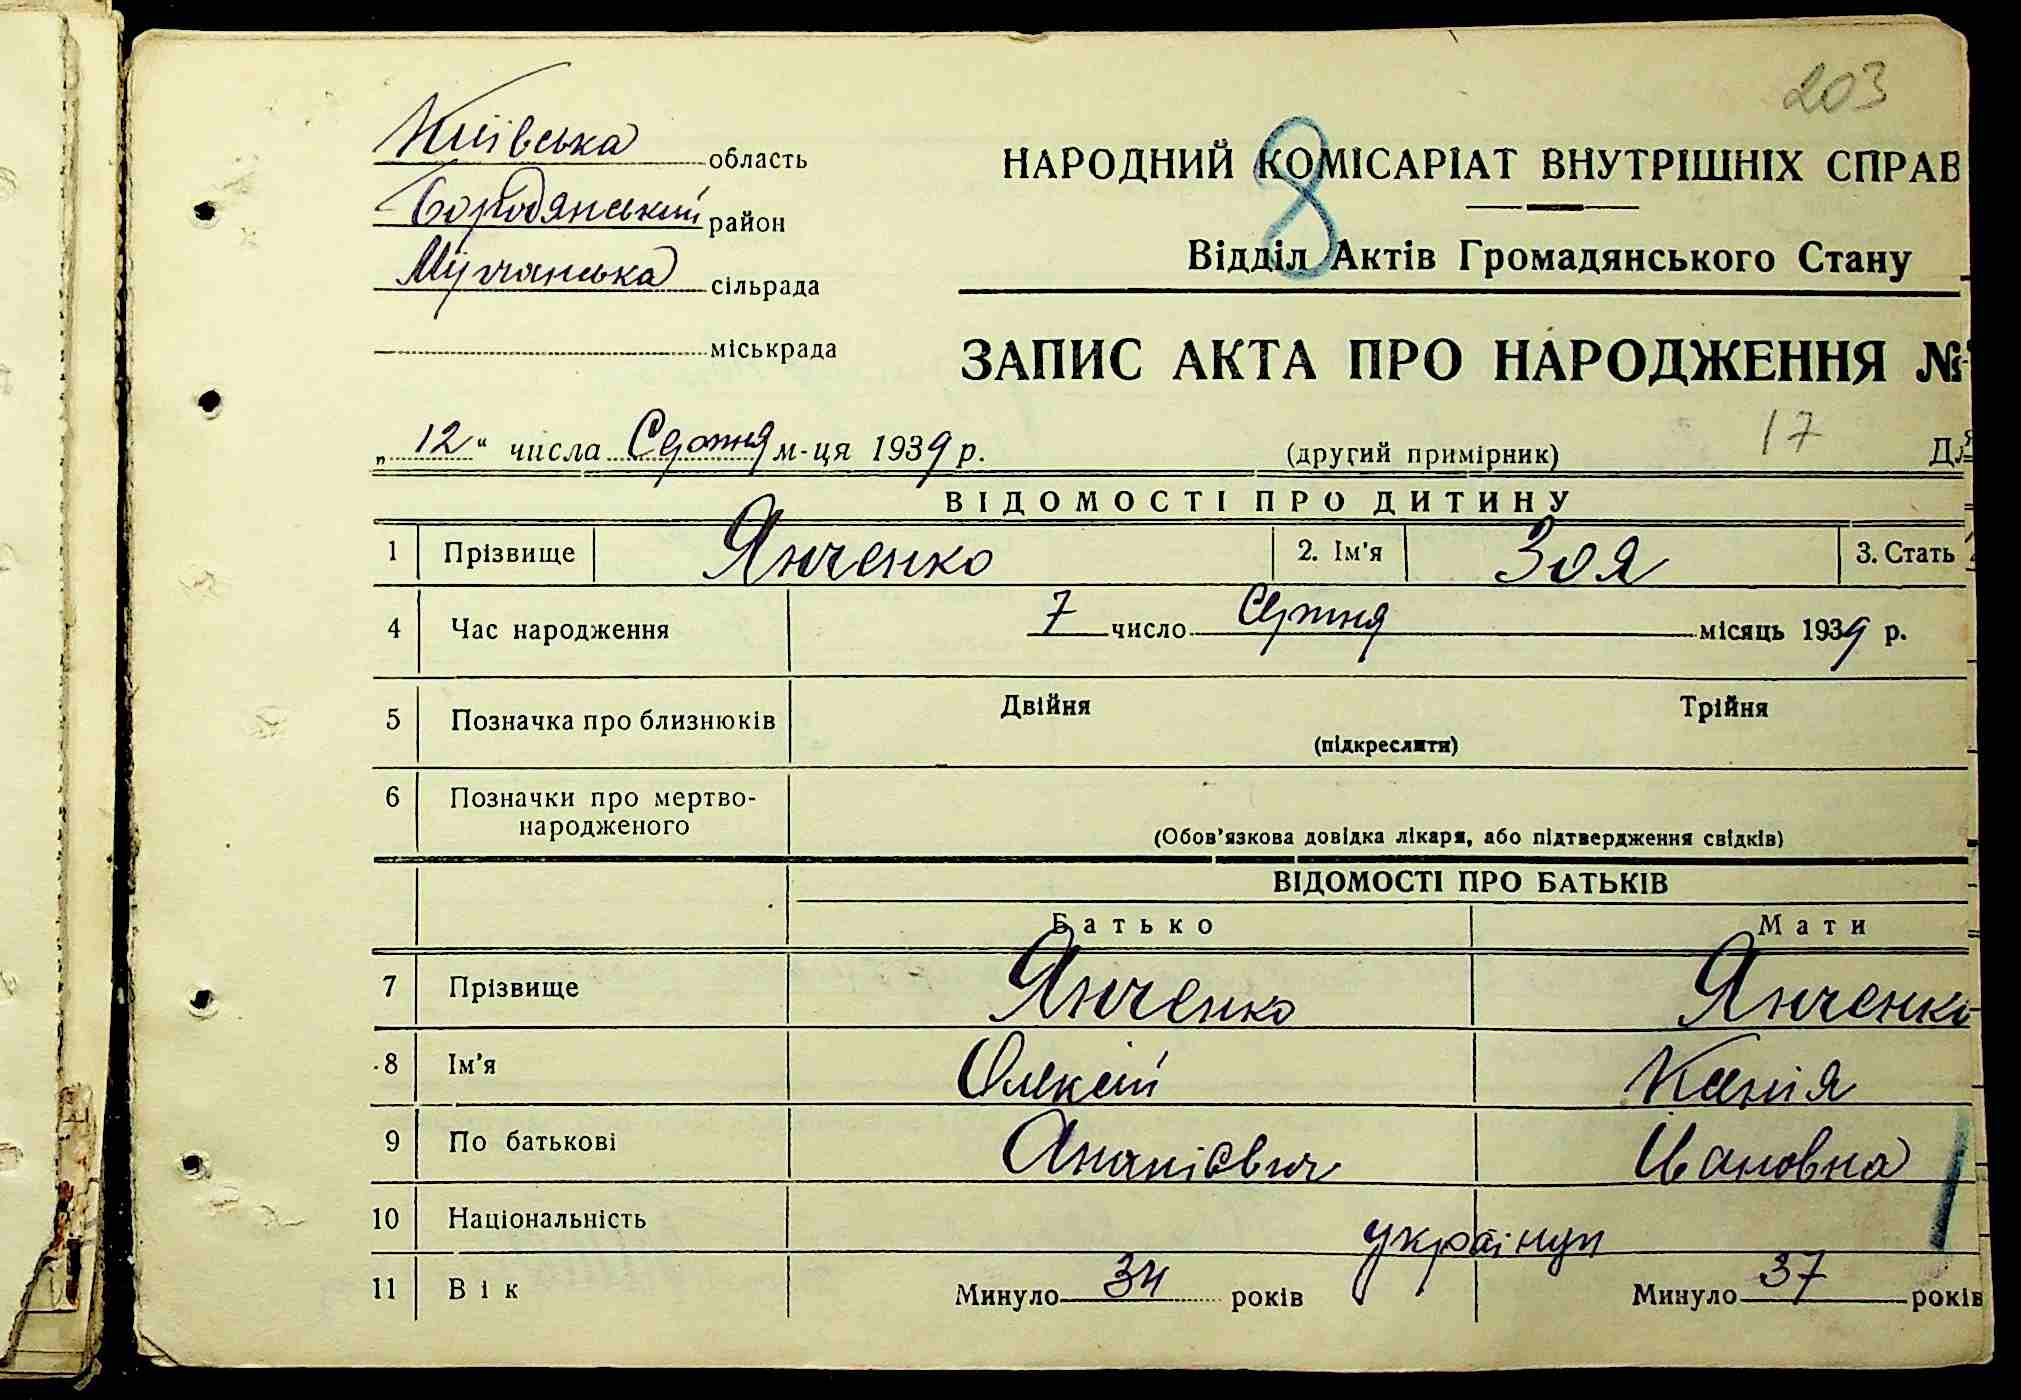 203
Київська область
НАРОДНИЙ КОМІСАРІАТ ВНУТРІШНІХ СПРАВ
8
Бородянський район
Відділ Актів Громадянського Стану
Мирчанська сільрада
міськрада
ЗАПИС АКТА ПРО НАРОДЖЕННЯ №
„12“ числа Серпня м-ця 1939 р. (другий примірник) 17
ВІДОМОСТІ ПРО ДИТИНУ
1 Прізвище Янченко 2. Ім'я Зоя 3. Стать
4 Час народження 7 число Серпня місяць 1939 р.
5 Позначка про близнюків Двійня Трійня
(підкреслити)
6 Позначки про мертво-
народженого
(Обов'язкова довідка лікаря, або підтвердження свідків)
ВІДОМОСТІ ПРО БАТЬКІВ
Батько Мати
7 Прізвище Янченко Янченко
8 Ім'я Олексій Ксенія
9 По батькові Ананієвич Івановна
10 Національність українці
11 Вік Минуло 34 років Минуло 37 років